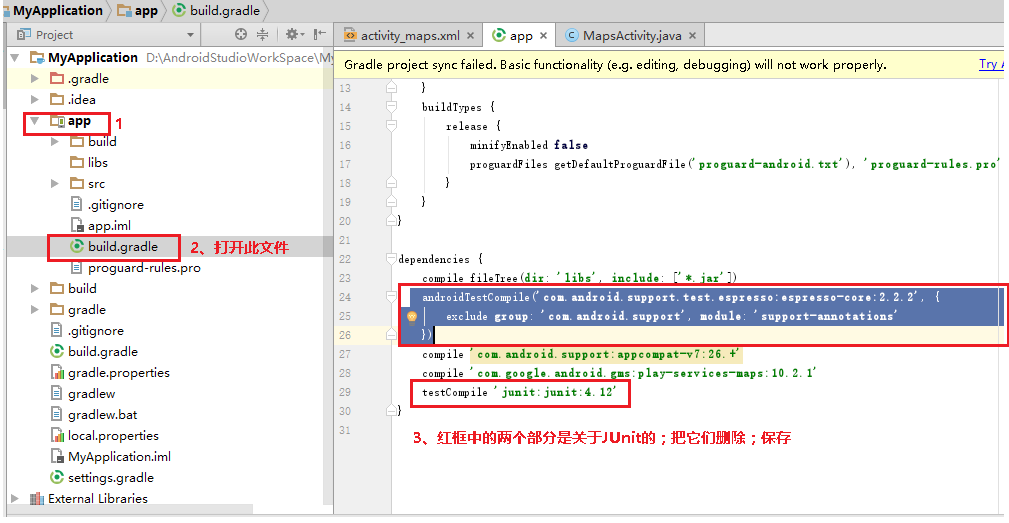 MyApplication app build.gradle
Project
activity_maps.xml app MapsActivity.java
MyApplication D:\AndroidStudioWorkSpace\My
.gradle
.idea
app 1
build
libs
src
.gitignore
app.iml
build.gradle 2、打开此文件
proguard-rules.pro
build
gradle
.gitignore
build.gradle
gradle.properties
gradlew
gradlew.bat
local.properties
MyApplication.iml
settings.gradle
External Libraries
Gradle project sync failed. Basic functionality (e.g. editing, debugging) will not work properly. Try
13 }
14 buildTypes {
15 release {
16 minifyEnabled false
17 proguardFiles getDefaultProguardFile('proguard-android.txt'), 'proguard-rules.pro'
18 }
19 }
20 }
21
22 dependencies {
23 compile fileTree(dir: 'libs', include: ['*.jar'])
24 androidTestCompile('com.android.support.test.espresso:espresso-core:2.2.2', {
25 exclude group: 'com.android.support', module: 'support-annotations'
26 })
27 compile 'com.android.support:appcompat-v7:26.+'
28 compile 'com.google.android.gms:play-services-maps:10.2.1'
29 testCompile 'junit:junit:4.12'
30 }
31
3、红框中的两个部分是关于JUnit的；把它们删除；保存